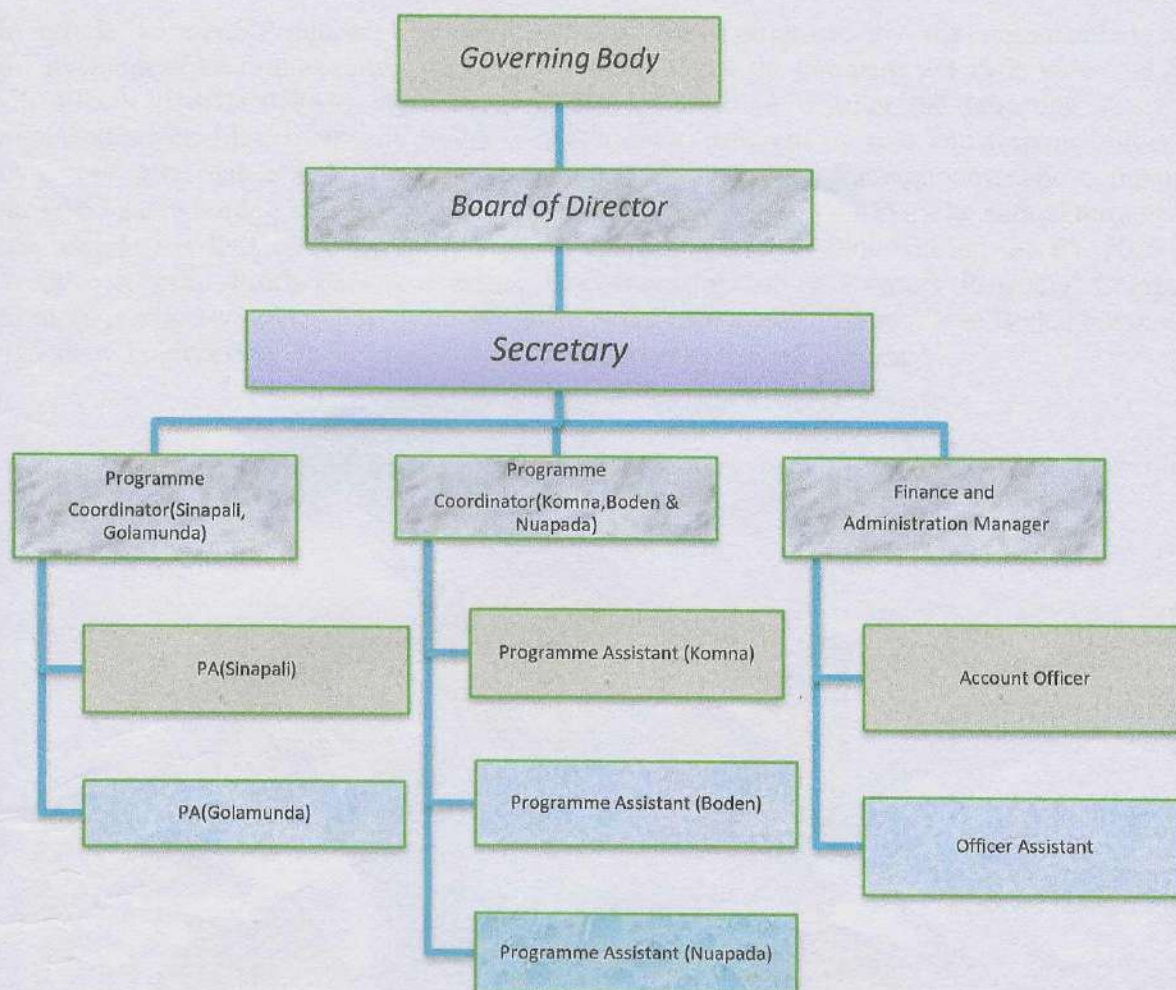 Governing Body
Board of Director
Secretary
Programme
Coordinator(Sinapali,
Golamunda)
Programme
Coordinator(Komna,Boden &
Nuapada)
Finance and
Administration Manager
PA(Sinapali)
PA(Golamunda)
Programme Assistant (Komna)
Programme Assistant (Boden)
Programme Assistant (Nuapada)
Account Officer
Officer Assistant